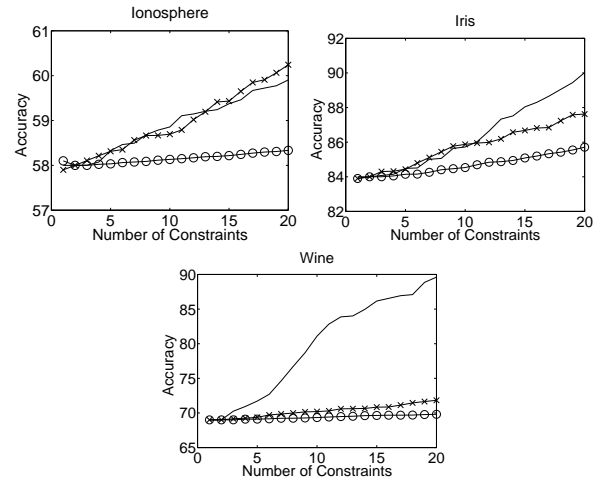 Ionosphere
61
60
59
58
57
0 5 10 15 20
Accuracy
Number of Constraints
Iris
92
90
88
86
84
82
0 5 10 15 20
Accuracy
Number of Constraints
Wine
90
85
80
75
70
65
0 5 10 15 20
Accuracy
Number of Constraints